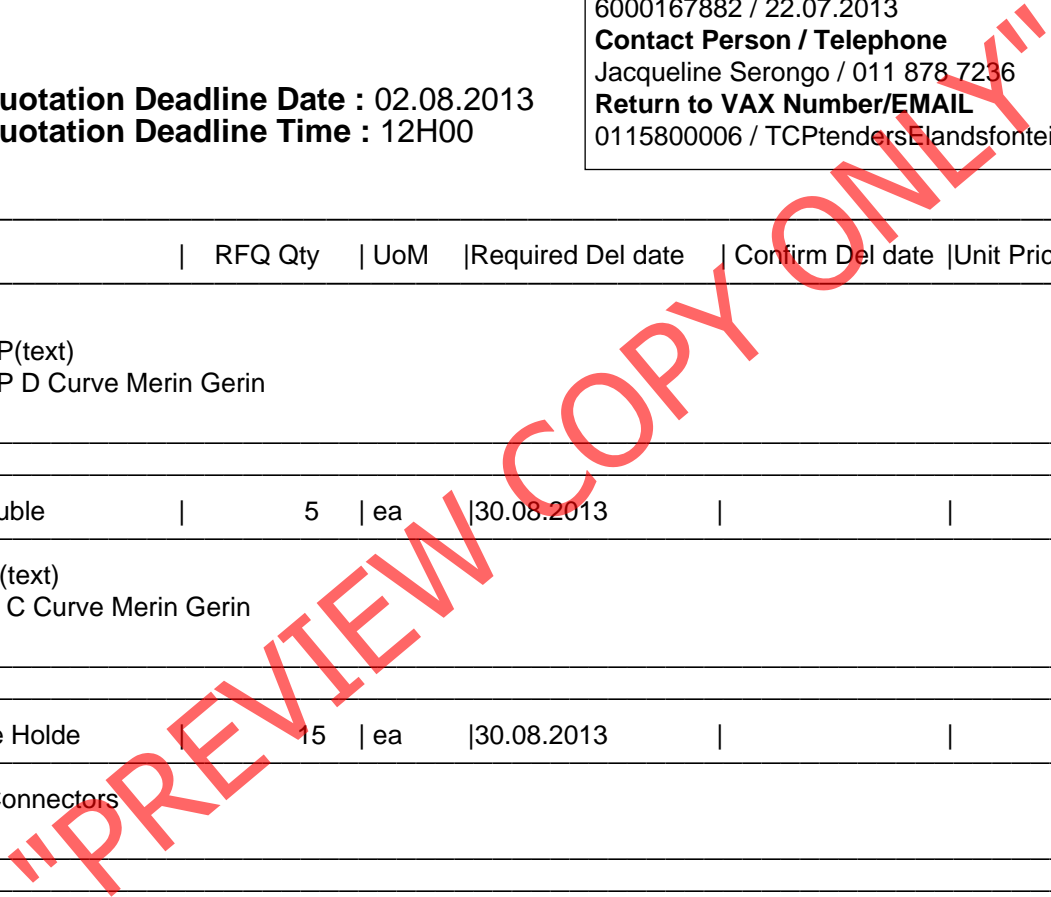 6000167882 / 22.07.2013
Contact Person / Telephone
Jacqueline Serongo / 011 878 7236
Return to VAX Number/EMAIL
0115800006 / TCPtendersElandsfontei
uotation Deadline Date : 02.08.2013
uotation Deadline Time : 12H00
| RFQ Qty | UoM |Required Del date | Confirm Del date |Unit Pric
P(text)
P D Curve Merin Gerin
uble | 5 | ea |30.08.2013 | |
(text)
C Curve Merin Gerin
e Holde | 15 | ea |30.08.2013 | |
Connectors
"PREVIEW COPY ONLY"